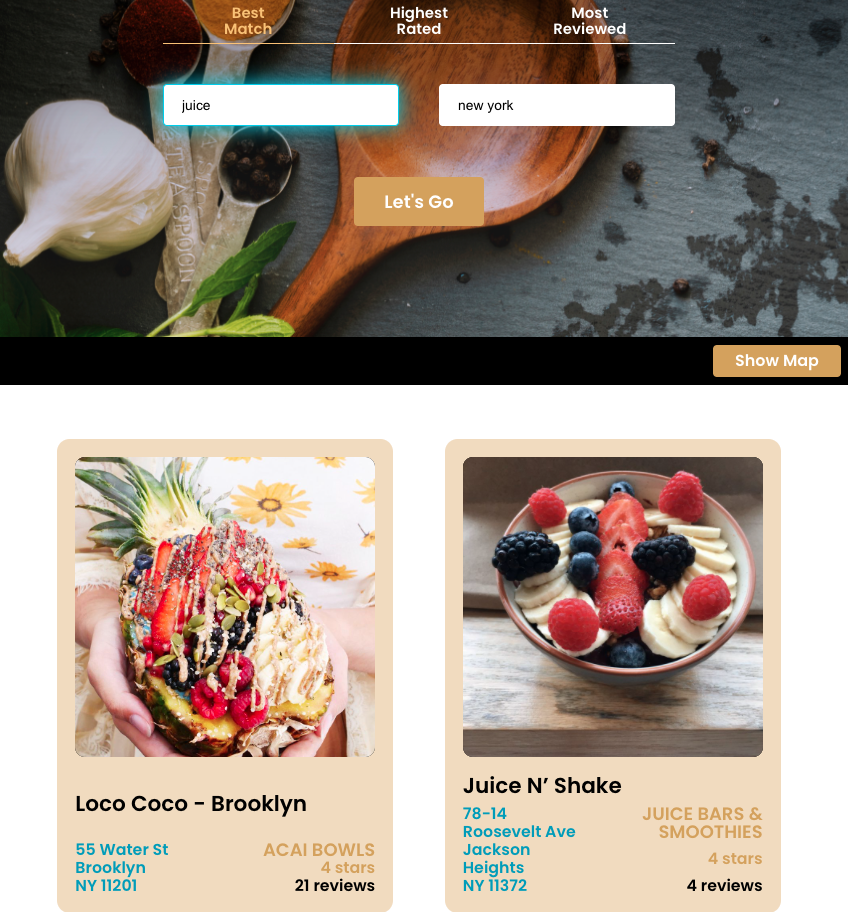 Best
Match
Highest
Rated
Most
Reviewed
juice
new york
TEASPOON
Let's Go
Show Map
Loco Coco - Brooklyn
55 Water St
Brooklyn
NY 11201
ACAI BOWLS
4 stars
21 reviews
Juice N’ Shake
78-14
Roosevelt Ave
Jackson
Heights
NY 11372
JUICE BARS &
SMOOTHIES
4 stars
4 reviews